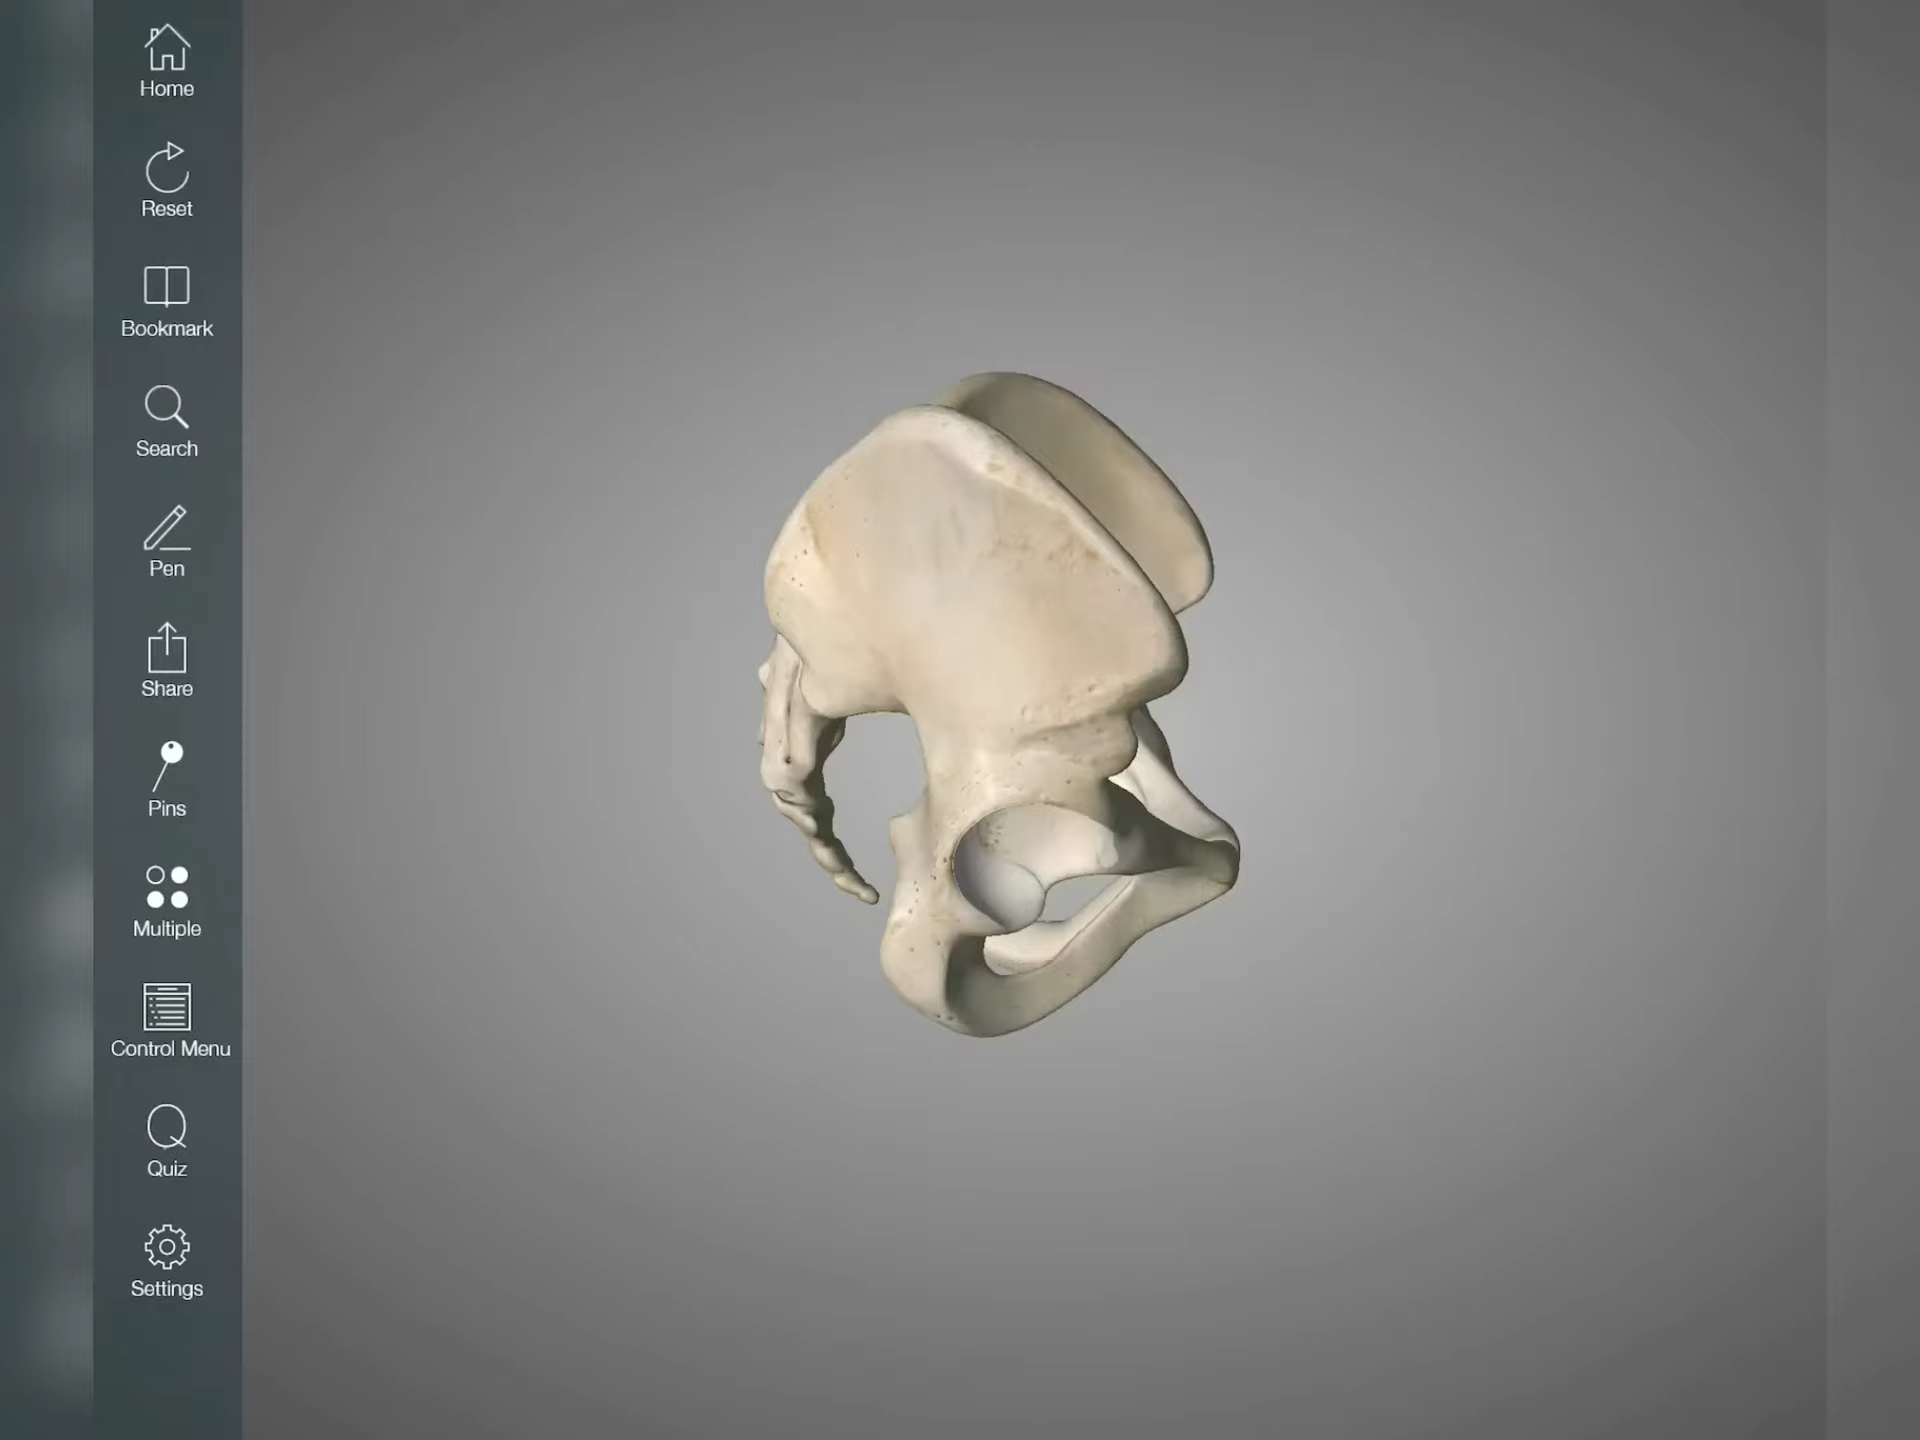 Home
Reset
Bookmark
Search
Pen
Share
Pins
Multiple
Control Menu
Quiz
Settings